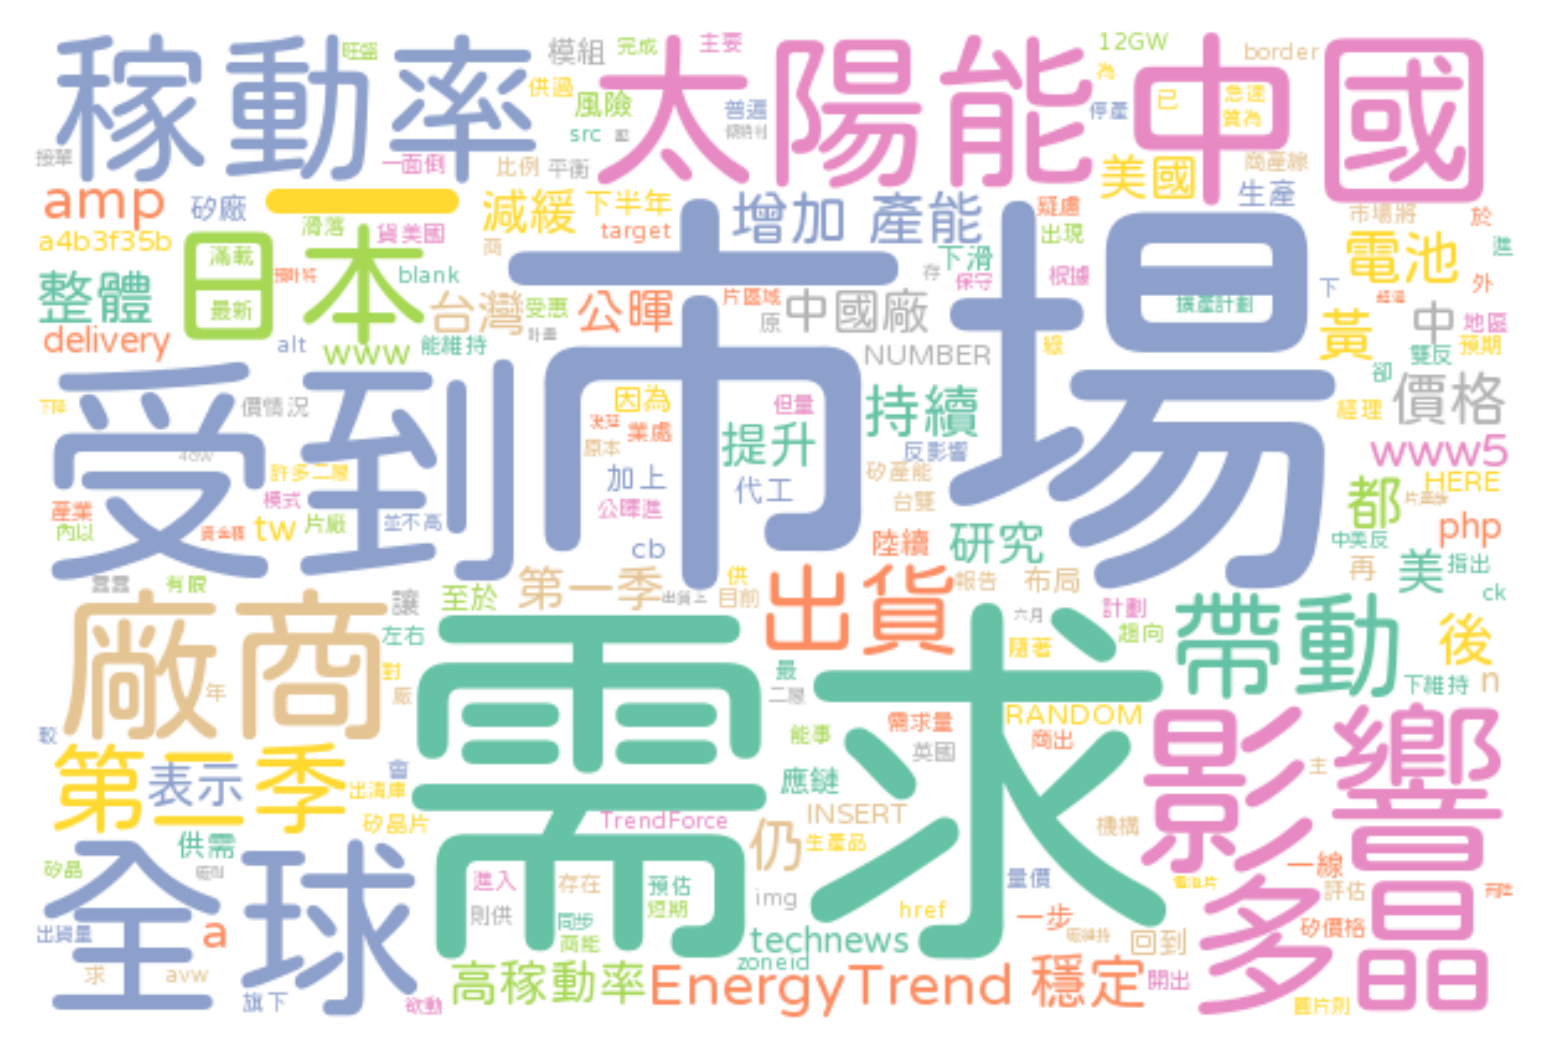 稼動率
旺盛
模組
完成
主要
太陽能
中國
12GW
border
供過
風險
普遍
為
已
急速
冀為
停產
src
接單
一面倒
比例
平衡
美國
商產線
生產
amp
矽廠
一
減緩
下半年
增加
產能
疑慮
市場將
於
a4b3f35b
滑落
貨美國
target
出現
電池
進
日本
滿載
商
市場
下滑
整體
blank
存
保守
根據
外
最新
台灣
受惠
公暉
片區域
中國廠
擴產計劃
下
黃
中
地區
delivery
計畫
原
alt
www
能維持
NUMBER
綠
雙反
預期
受到
卻
下降
價情況
因為
但量
持續
經理
價格
業處
提升
原本
反影響
www5
許多二線
加上
代工
矽產能
HERE
產業
模式
公暉進
台雙
都
內以
資金積
tw
片廠
並不高
陸續
研究
php
cb
中美反
有限
第一季
供
出貨
報告
布局
再
美
指出
廠商
讓
至於
目前
六月
計劃
帶動
ck
左右
需求
趨向
後
對
最
隨著
年
廠
二線
下維持
n
較
需求量
RANDOM
影響
能事
商出
英國
第二季
表示
會
出清庫
應鏈
主
矽晶片
TrendForce
INSERT
機構
供需
仍
生產品
矽晶
全球
一線
進入
存在
預估
量價
評估
則供
短期
img
href
一步
多晶
出貨量
a
同步
矽價格
商能
technews
回到
求
avw
zoneid
高稼動率
EnergyTrend
穩定
開出
旗下
欲動
圓片則